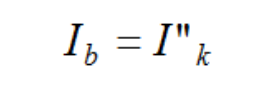 I_b = I"_k